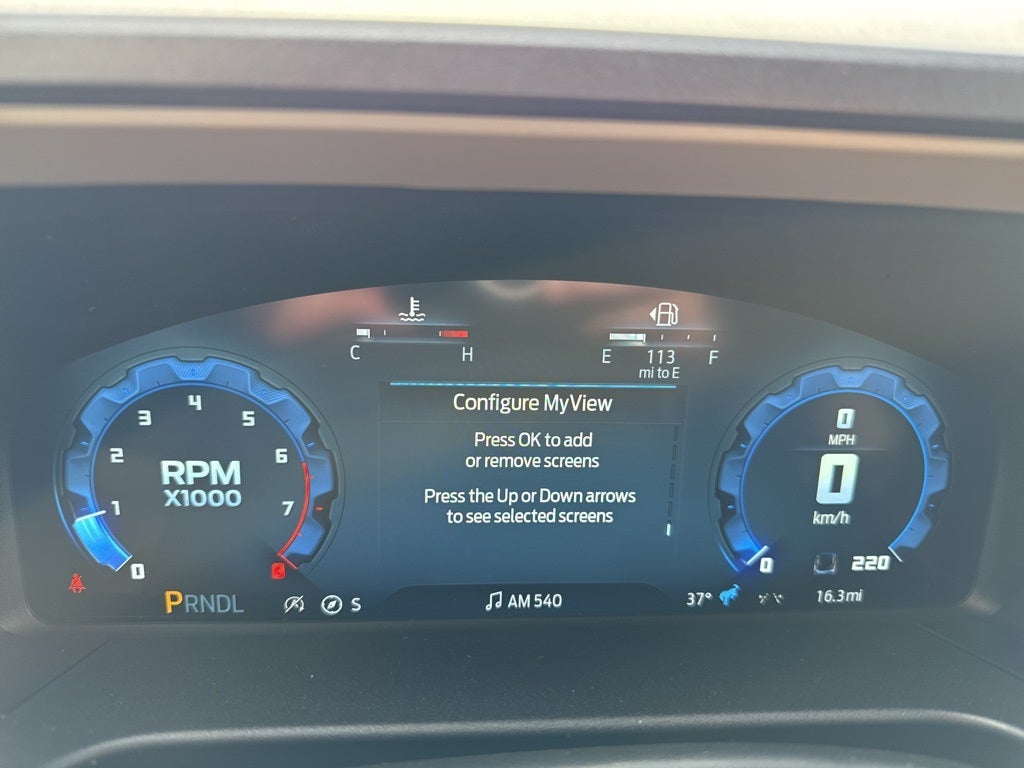 C
H
E
113
F
mi to E
Configure MyView
Press OK to add
or remove screens
Press the Up or Down arrows
to see selected screens
4
3
5
2
6
RPM
X1000
1
7
0
0
MPH
0
km/h
0
220
PRNDL
S
AM 540
37°
16.3 mi